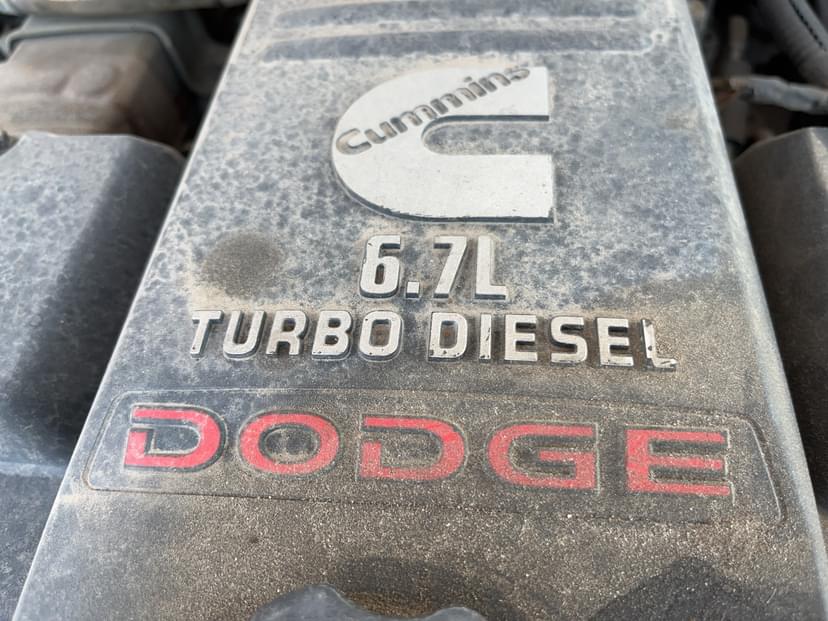 cummins
6.7L
TURBO DIESEL
DODGE